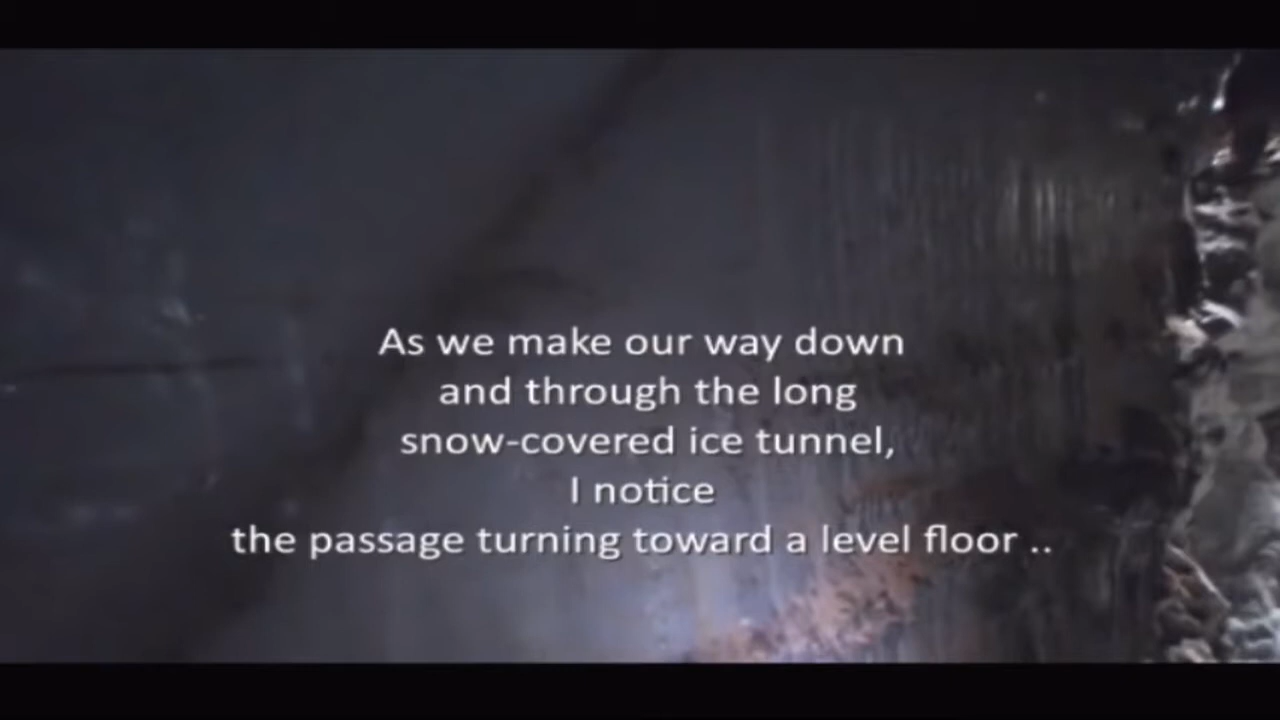 As we make our way down
and through the long
snow-covered ice tunnel,
I notice
the passage turning toward a level floor ..